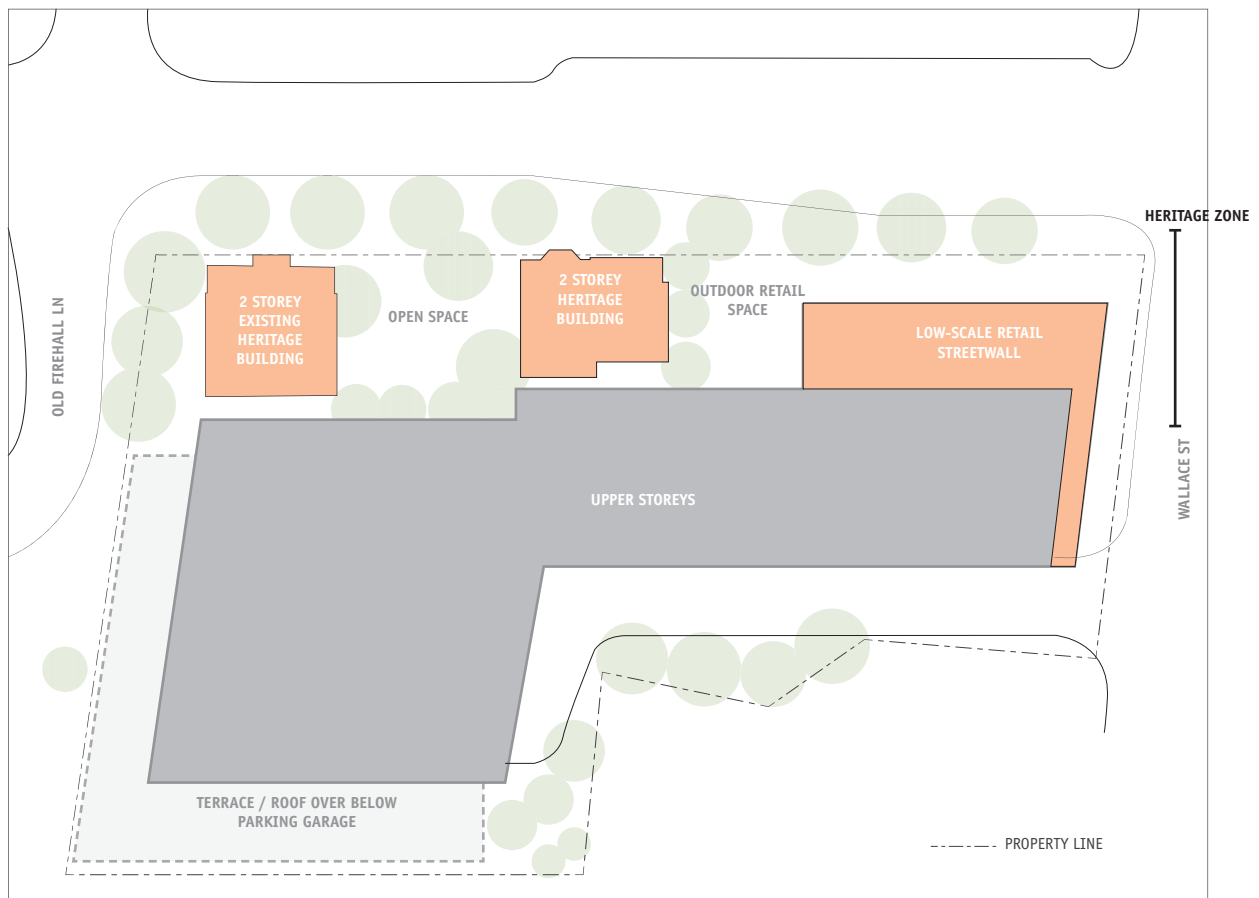 HERITAGE ZONE
2 STOREY
EXISTING
HERITAGE
BUILDING
OPEN SPACE
2 STOREY
HERITAGE
BUILDING
OUTDOOR RETAIL
SPACE
LOW-SCALE RETAIL
STREETWALL
OLD FIREHALL LN
WALLACE ST
UPPER STOREYS
TERRACE / ROOF OVER BELOW
PARKING GARAGE
PROPERTY LINE